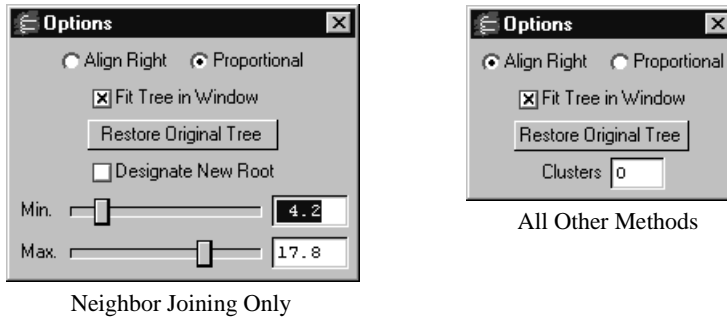 Options
Align Right Proportional
Fit Tree in Window
Restore Original Tree
Designate New Root
Min. 4.2
Max. 17.8
Neighbor Joining Only
Options
Align Right Proportional
Fit Tree in Window
Restore Original Tree
Clusters 0
All Other Methods